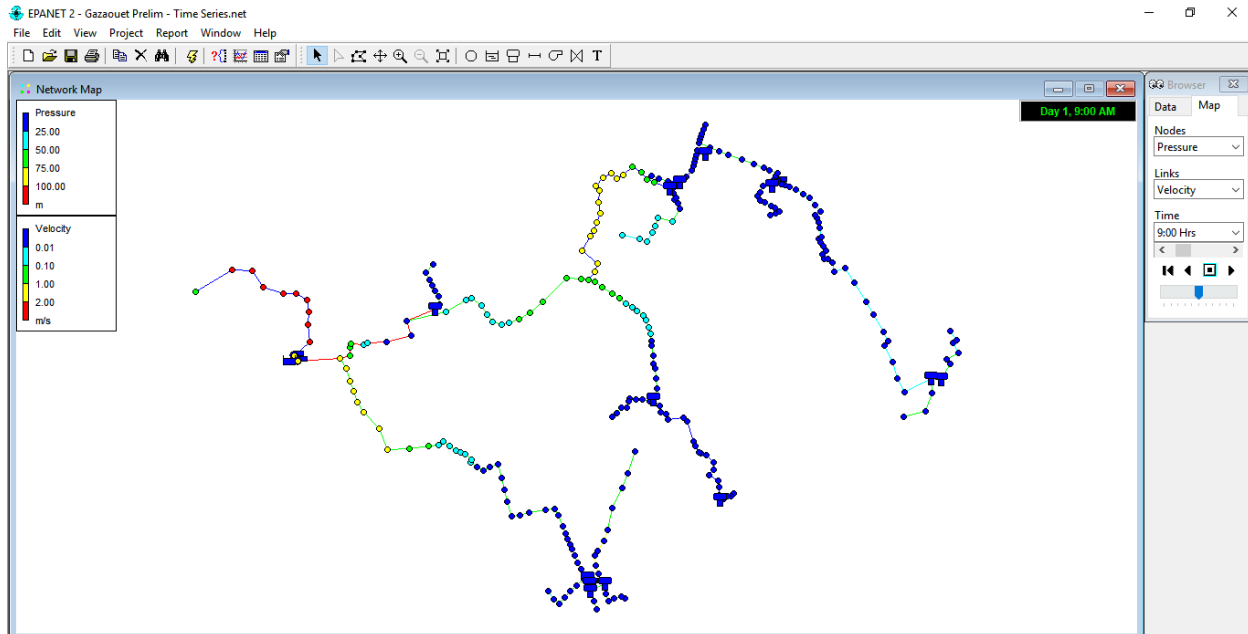 EPANET 2 - Gazaouet Prelim - Time Series.net
File Edit View Project Report Window Help
T
Network Map
Browser
Pressure
25.00
50.00
75.00
100.00
m
Velocity
0.01
0.10
1.00
2.00
m/s
Day 1, 9:00 AM
Data Map
Nodes
Pressure
Links
Velocity
Time
9:00 Hrs